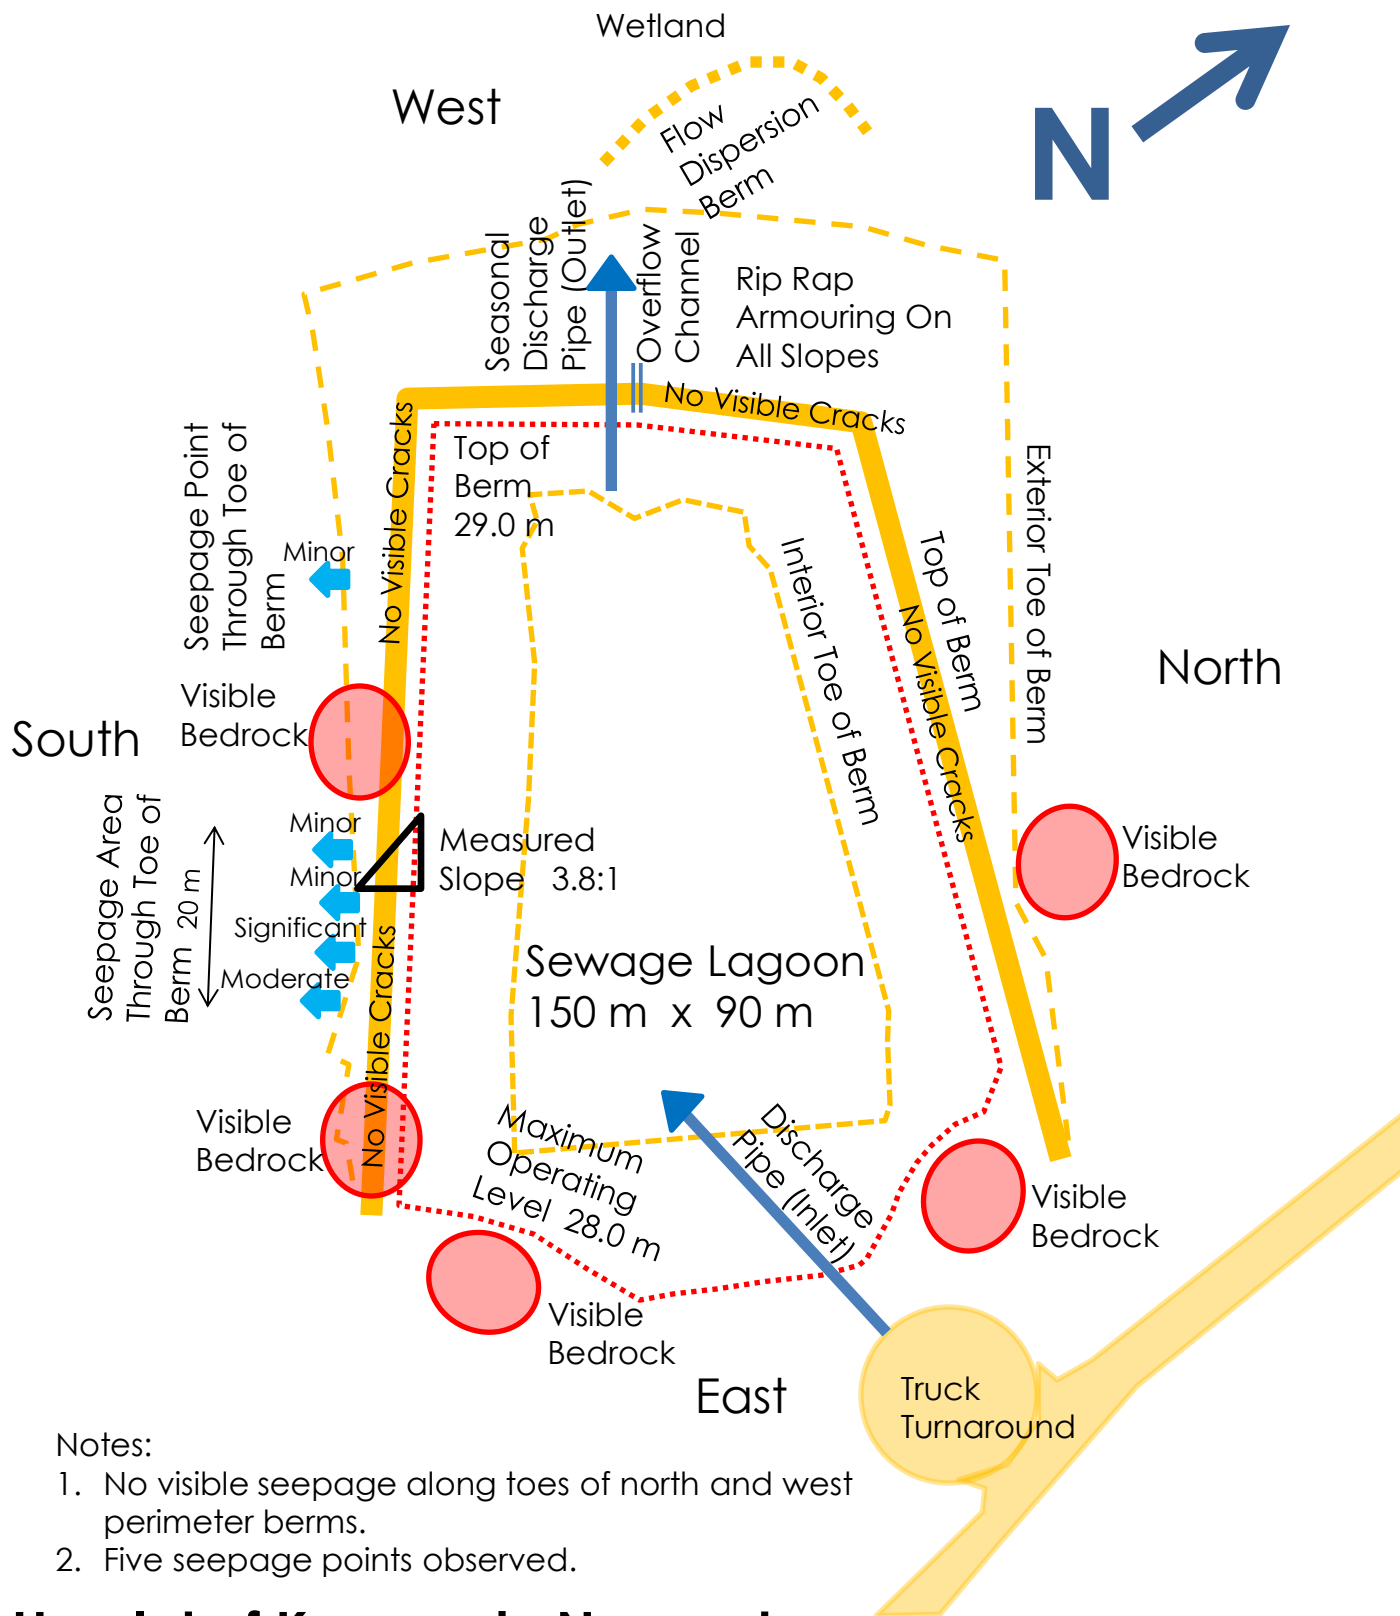 Wetland
West
N
Flow
Dispersion
Berm
Seasonal
Discharge
Pipe (Outlet)
Overflow
Channel
Rip Rap
Armouring On
All Slopes
No Visible Cracks
No Visible Cracks
Top of
Berm
29.0 m
Seepage Point
Through Toe of
Berm
Minor
Interior Toe of Berm
Top of Berm
No Visible Cracks
Exterior Toe of Berm
North
Visible
Bedrock
South
Seepage Area
Through Toe of
Berm 20 m
Minor
Minor
Significant
Moderate
Measured
Slope 3.8:1
Visible
Bedrock
Sewage Lagoon
150 m x 90 m
No Visible Cracks
Visible
Bedrock
Maximum
Operating
Level 28.0 m
Discharge
Pipe (Inlet)
Visible
Bedrock
Visible
Bedrock
East
Truck
Turnaround
Notes:
1. No visible seepage along toes of north and west
perimeter berms.
2. Five seepage points observed.